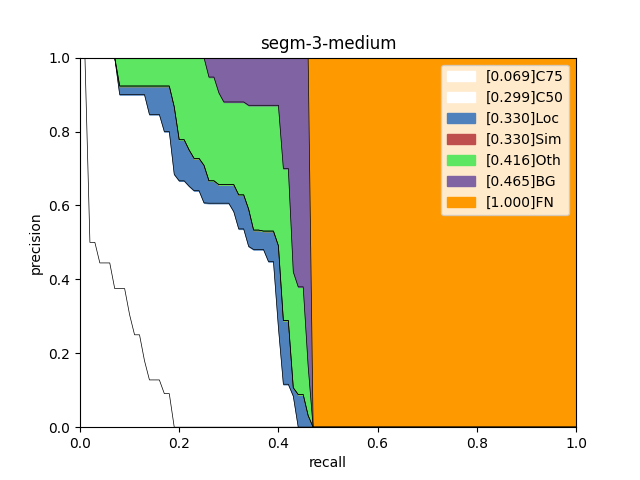 segm-3-medium
1.0
0.8
0.6
0.4
0.2
0.0
precision
[0.069]C75
[0.299]C50
[0.330]Loc
[0.330]Sim
[0.416]Oth
[0.465]BG
[1.000]FN
0.0 0.2 0.4 0.6 0.8 1.0
recall